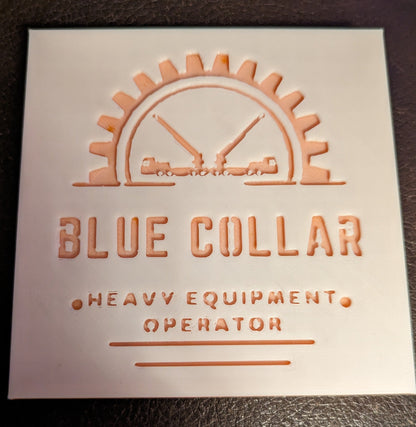 BLUE COLLAR
HEAVY EQUIPMENT
OPERATOR